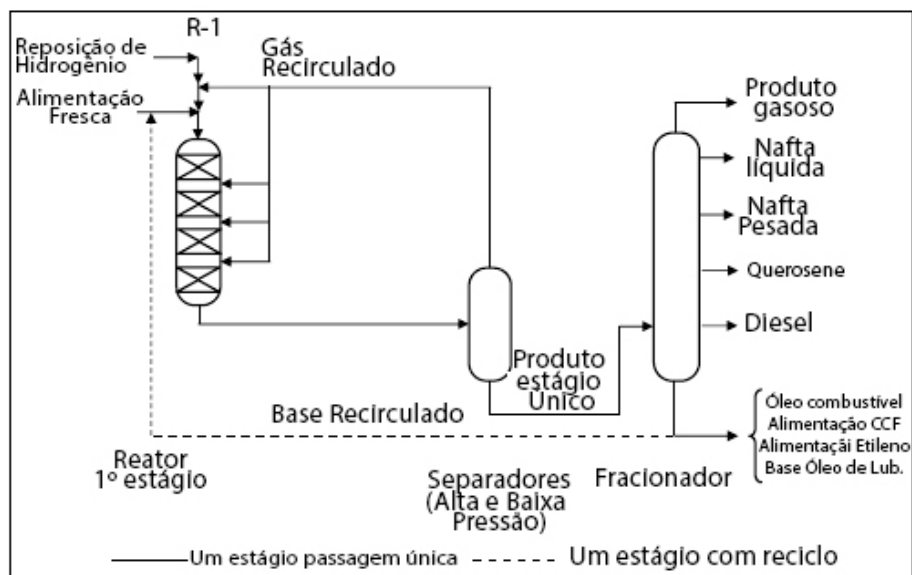 R-1
Reposição de
Hidrogênio
Alimentação
Fresca
Gás
Recirculado
Produto
gasoso
Nafta
líquida
Nafta
Pesada
Querosene
Diesel
Produto
estágio
Único
Base Recirculado
Óleo combustível
Alimentação CCF
Alimentaçãi Etileno
Base Óleo de Lub.
Reator
1º estágio
Separadores
(Alta e Baixa
Pressão)
Fracionador
Um estágio passagem única
Um estágio com reciclo